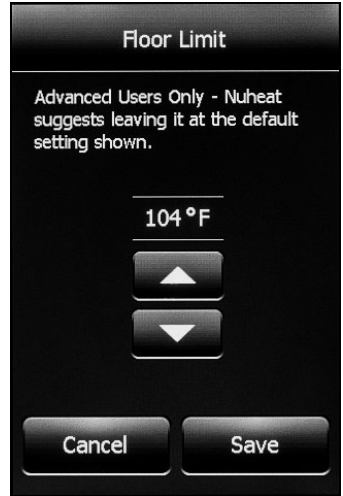 Floor Limit
Advanced Users Only - Nuheat
suggests leaving it at the default
setting shown.
104°F
Cancel
Save